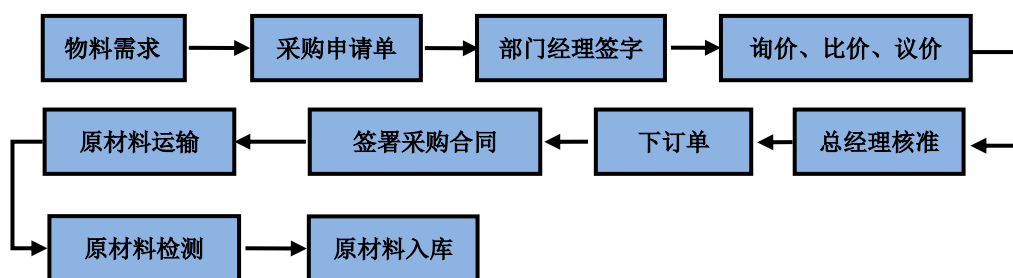 物料需求
采购申请单
部门经理签字
询价、比价、议价
总经理核准
下订单
签署采购合同
原材料运输
原材料检测
原材料入库